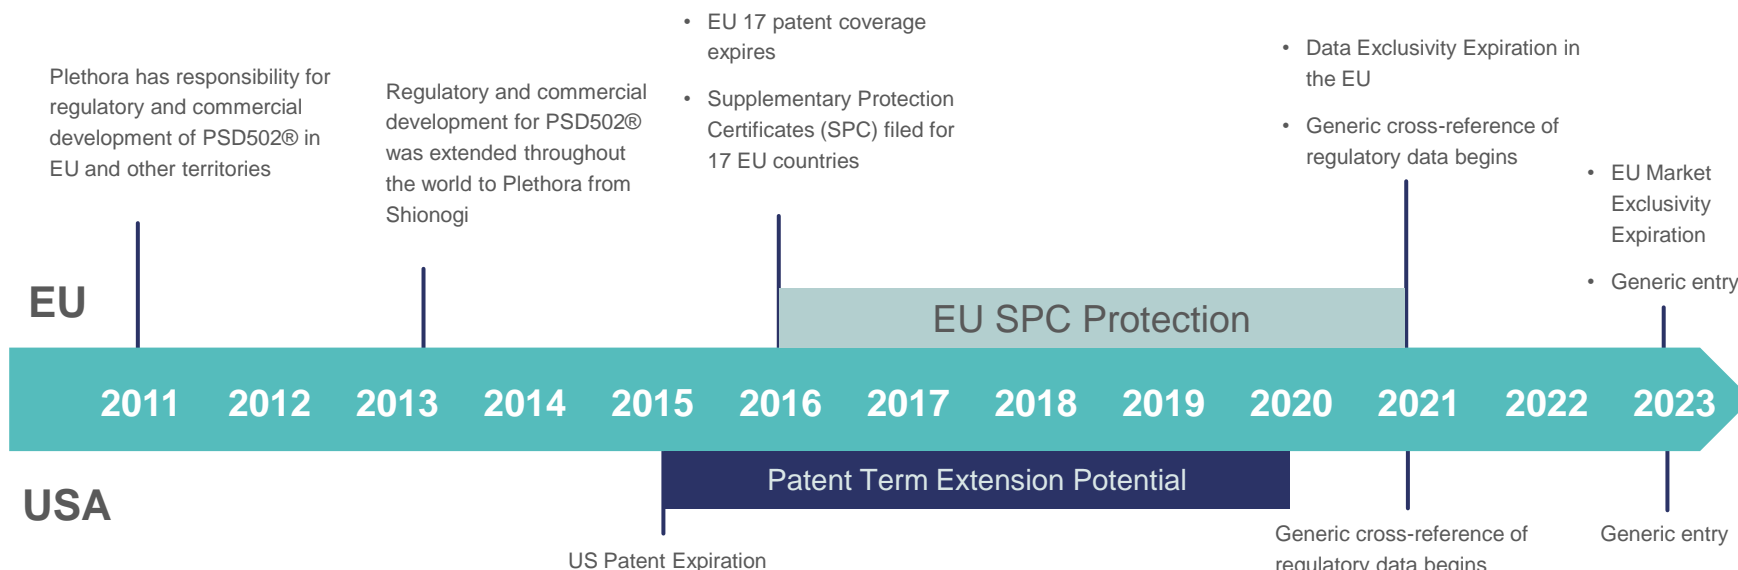 Plethora has responsibility for
regulatory and commercial
development of PSD502® in
EU and other territories
Regulatory and commercial
development for PSD502®
was extended throughout
the world to Plethora from
Shionogi
• EU 17 patent coverage
expires
• Supplementary Protection
Certificates (SPC) filed for
17 EU countries
• Data Exclusivity Expiration in
the EU
• Generic cross-reference of
regulatory data begins
• EU Market
Exclusivity
Expiration
• Generic entry
EU
EU SPC Protection
2011 2012 2013 2014 2015 2016 2017 2018 2019 2020 2021 2022 2023
Patent Term Extension Potential
USA
US Patent Expiration
Generic cross-reference of
regulatory data begins
Generic entry